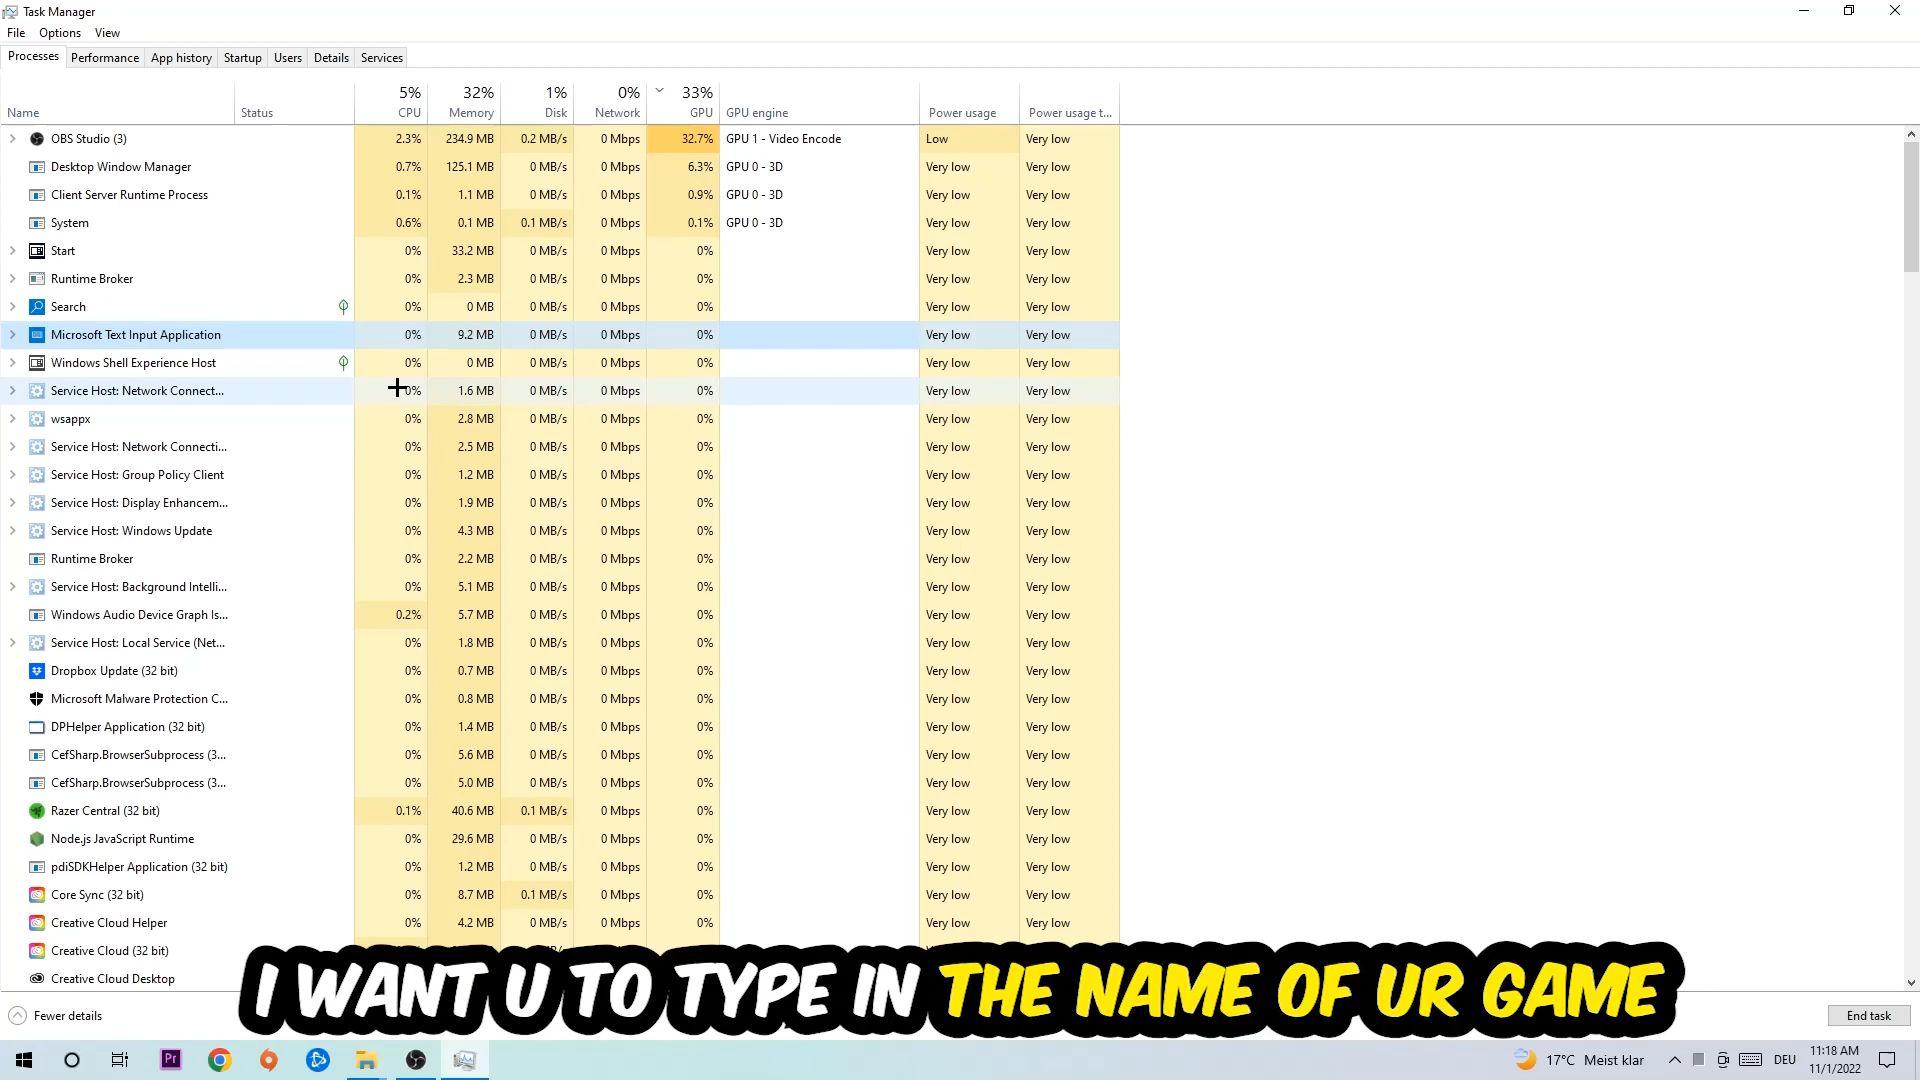 Task Manager
File Options View
Processes Performance App history Startup Users Details Services
5% 32% 1% 0% 33%
Name Status CPU Memory Disk Network GPU GPU engine Power usage Power usage t...
OBS Studio (3) 2.3% 234.9 MB 0.2 MB/s 0 Mbps 32.7% GPU 1 - Video Encode Low Very low
Desktop Window Manager 0.7% 125.1 MB 0 MB/s 0 Mbps 6.3% GPU 0 - 3D Very low Very low
Client Server Runtime Process 0.1% 1.1 MB 0 MB/s 0 Mbps 0.9% GPU 0 - 3D Very low Very low
System 0.6% 0.1 MB 0.1 MB/s 0 Mbps 0.1% GPU 0 - 3D Very low Very low
Start 0% 33.2 MB 0 MB/s 0 Mbps 0% Very low Very low
Runtime Broker 0% 2.3 MB 0 MB/s 0 Mbps 0% Very low Very low
Search 0% 0 MB 0 MB/s 0 Mbps 0% Very low Very low
Microsoft Text Input Application 0% 9.2 MB 0 MB/s 0 Mbps 0% Very low Very low
Windows Shell Experience Host 0% 0 MB 0 MB/s 0 Mbps 0% Very low Very low
Service Host: Network Connect... 0% 1.6 MB 0 MB/s 0 Mbps 0% Very low Very low
wsappx 0% 2.8 MB 0 MB/s 0 Mbps 0% Very low Very low
Service Host: Network Connecti... 0% 2.5 MB 0 MB/s 0 Mbps 0% Very low Very low
Service Host: Group Policy Client 0% 1.2 MB 0 MB/s 0 Mbps 0% Very low Very low
Service Host: Display Enhancem... 0% 1.9 MB 0 MB/s 0 Mbps 0% Very low Very low
Service Host: Windows Update 0% 4.3 MB 0 MB/s 0 Mbps 0% Very low Very low
Runtime Broker 0% 2.2 MB 0 MB/s 0 Mbps 0% Very low Very low
Service Host: Background Intelli... 0% 5.1 MB 0 MB/s 0 Mbps 0% Very low Very low
Windows Audio Device Graph Is... 0.2% 5.7 MB 0 MB/s 0 Mbps 0% Very low Very low
Service Host: Local Service (Net... 0% 1.8 MB 0 MB/s 0 Mbps 0% Very low Very low
Dropbox Update (32 bit) 0% 0.7 MB 0 MB/s 0 Mbps 0% Very low Very low
Microsoft Malware Protection C... 0% 0.8 MB 0 MB/s 0 Mbps 0% Very low Very low
DPHelper Application (32 bit) 0% 1.4 MB 0 MB/s 0 Mbps 0% Very low Very low
CefSharp.BrowserSubprocess (3... 0% 5.6 MB 0 MB/s 0 Mbps 0% Very low Very low
CefSharp.BrowserSubprocess (3... 0% 5.0 MB 0 MB/s 0 Mbps 0% Very low Very low
Razer Central (32 bit) 0.1% 40.6 MB 0.1 MB/s 0 Mbps 0% Very low Very low
Node.js JavaScript Runtime 0% 29.6 MB 0 MB/s 0 Mbps 0% Very low Very low
pdiSDKHelper Application (32 bit) 0% 1.2 MB 0 MB/s 0 Mbps 0% Very low Very low
Core Sync (32 bit) 0% 8.7 MB 0.1 MB/s 0 Mbps 0% Very low Very low
Creative Cloud Helper 0% 4.2 MB 0 MB/s 0 Mbps 0% Very low Very low
Creative Cloud (32 bit)
Creative Cloud Desktop
I WANT U TO TYPE IN THE NAME OF UR GAME
Fewer details End task
Pr 17°C Meist klar DEU 11:18 AM
11/1/2022